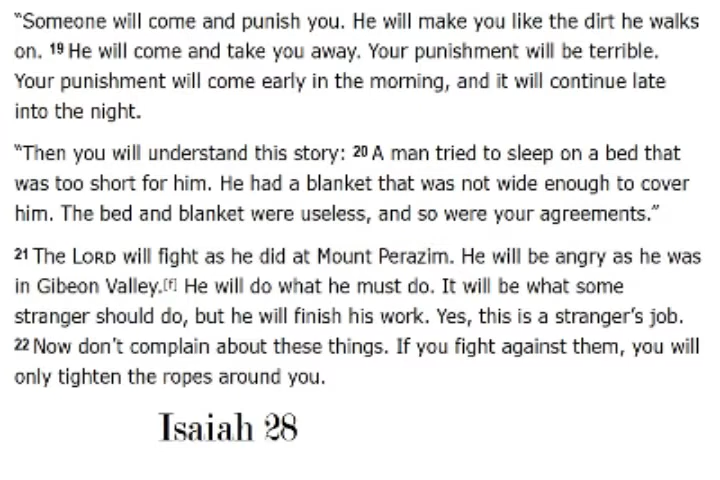 "Someone will come and punish you. He will make you like the dirt he walks
on. 19 He will come and take you away. Your punishment will be terrible.
Your punishment will come early in the morning, and it will continue late
into the night.
"Then you will understand this story: 20 A man tried to sleep on a bed that
was too short for him. He had a blanket that was not wide enough to cover
him. The bed and blanket were useless, and so were your agreements."
21 The LORD will fight as he did at Mount Perazim. He will be angry as he was
in Gibeon Valley.[f] He will do what he must do. It will be what some
stranger should do, but he will finish his work. Yes, this is a stranger's job.
22 Now don't complain about these things. If you fight against them, you will
only tighten the ropes around you.
Isaiah 28